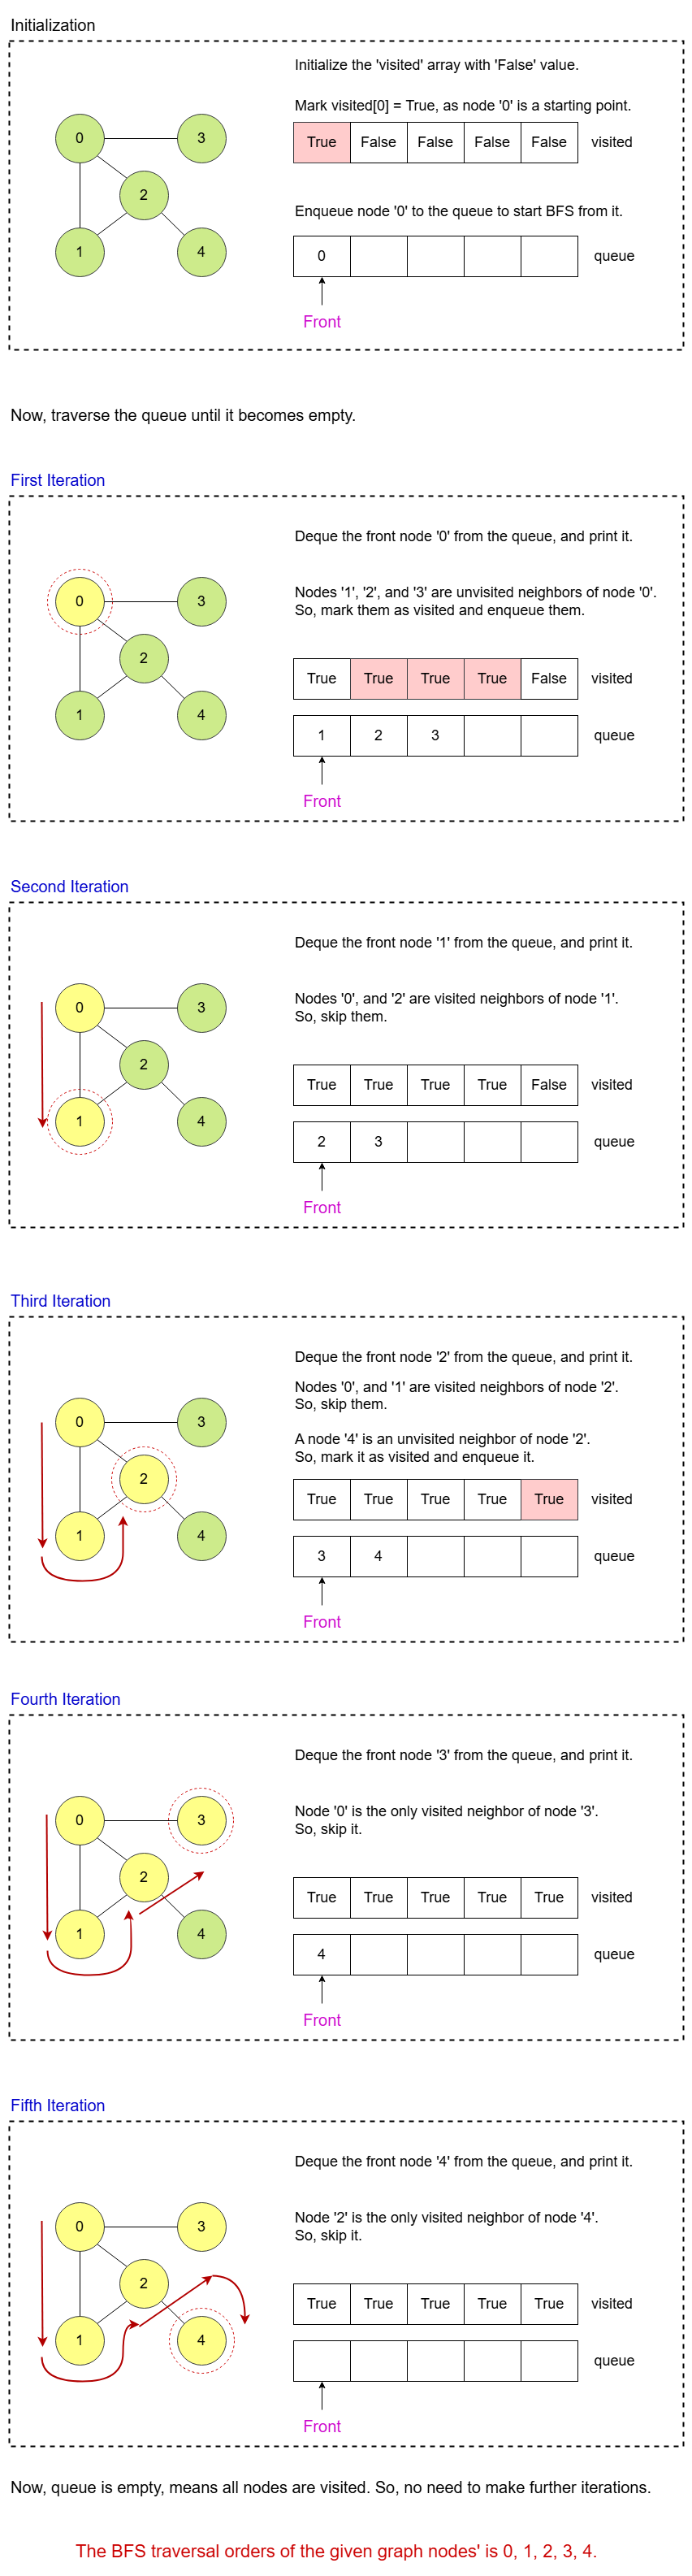 Initialization
Initialize the 'visited' array with 'False' value.
Mark visited[0] = True, as node '0' is a starting point.
0 3
True False False False False visited
2
Enqueue node '0' to the queue to start BFS from it.
1 4
0 queue
Front
Now, traverse the queue until it becomes empty.
First Iteration
Deque the front node '0' from the queue, and print it.
Nodes '1', '2', and '3' are unvisited neighbors of node '0'.
0 3
So, mark them as visited and enqueue them.
2
True True True True False visited
1 4
1 2 3 queue
Front
Second Iteration
Deque the front node '1' from the queue, and print it.
Nodes '0', and '2' are visited neighbors of node '1'.
0 3
So, skip them.
2
True True True True False visited
1 4
2 3 queue
Front
Third Iteration
Deque the front node '2' from the queue, and print it.
Nodes '0', and '1' are visited neighbors of node '2'.
So, skip them.
0 3
A node '4' is an unvisited neighbor of node '2'.
So, mark it as visited and enqueue it.
2
True True True True True visited
1 4
3 4 queue
Front
Fourth Iteration
Deque the front node '3' from the queue, and print it.
Node '0' is the only visited neighbor of node '3'.
0 3
So, skip it.
2
True True True True True visited
1 4
4 queue
Front
Fifth Iteration
Deque the front node '4' from the queue, and print it.
Node '2' is the only visited neighbor of node '4'.
0 3
So, skip it.
2
True True True True True visited
1 4
queue
Front
Now, queue is empty, means all nodes are visited. So, no need to make further iterations.
The BFS traversal orders of the given graph nodes' is 0, 1, 2, 3, 4.